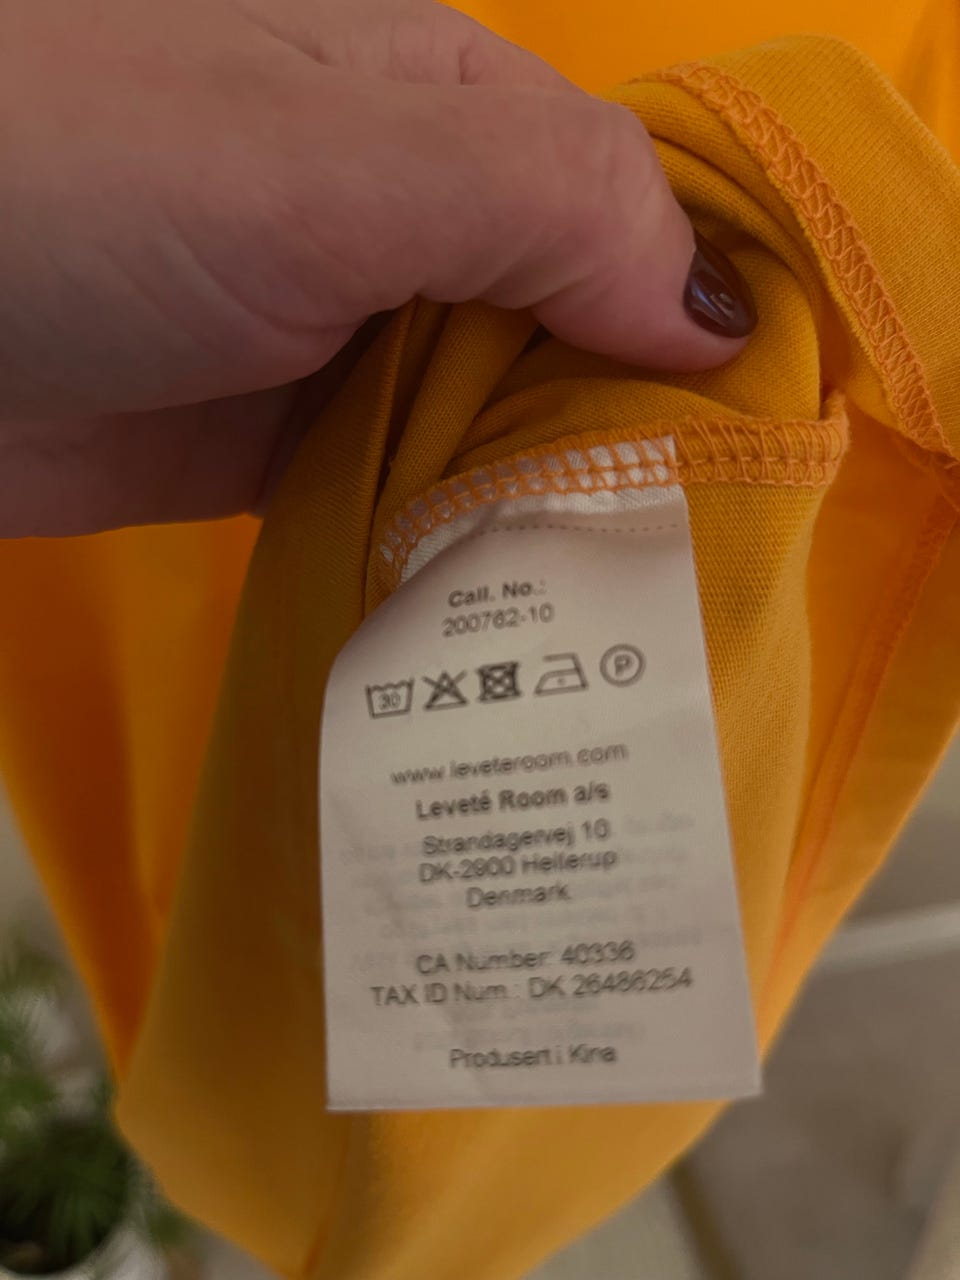 Call. No.:
200762-10
30 P
www.leveteroom.com
Leveté Room a/s
Strandagervej 10
DK-2900 Hellerup
Denmark
CA Number: 40336
TAX ID Num.: DK 26486254
Produsert i Kina